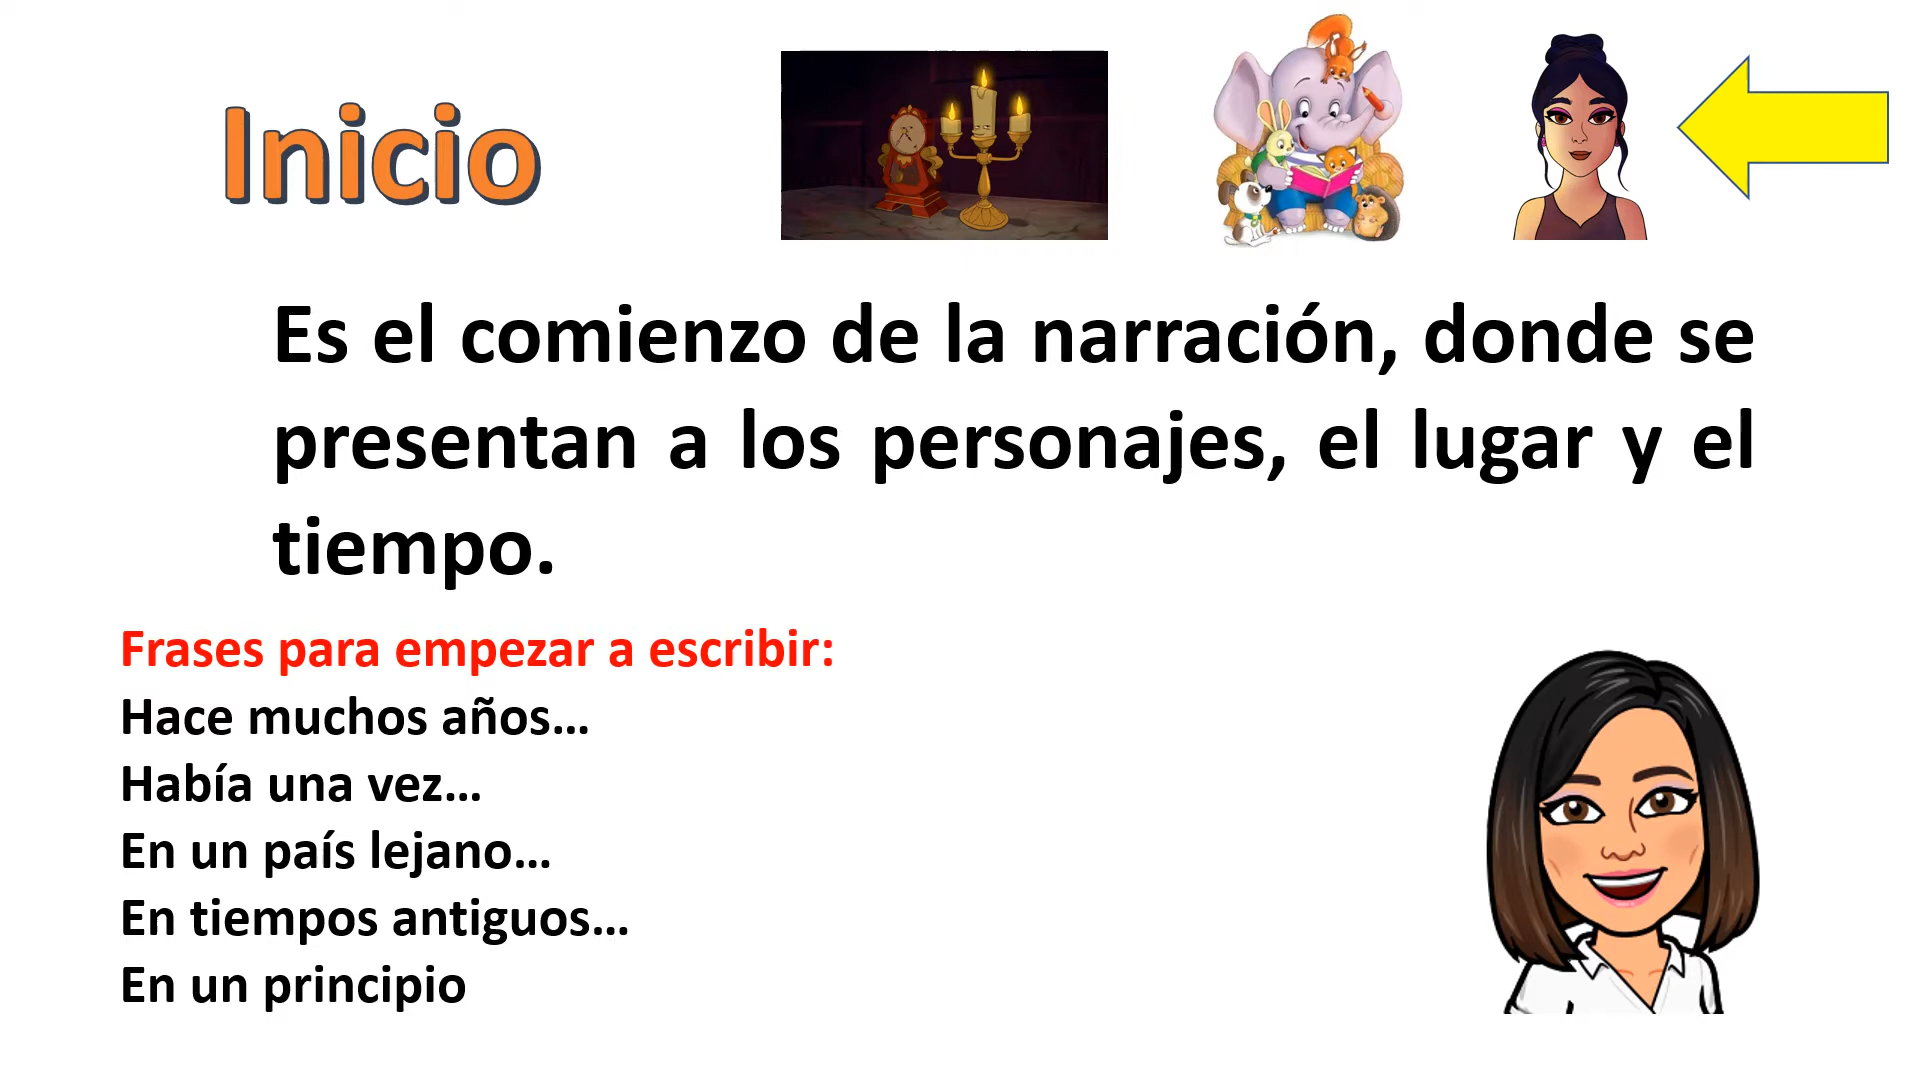 Inicio
Es el comienzo de la narración, donde se
presentan a los personajes, el lugar y el
tiempo.
Frases para empezar a escribir:
Hace muchos años...
Había una vez...
En un país lejano...
En tiempos antiguos...
En un principio